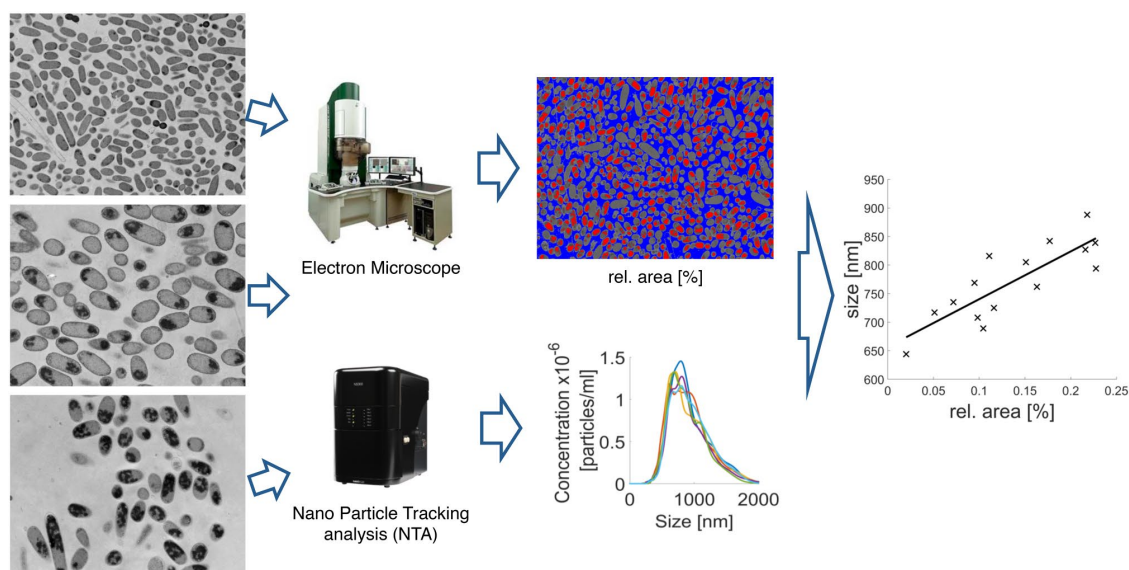 Electron Microscope
rel. area [%]
Nano Particle Tracking
analysis (NTA)
Concentration x10-6
[particles/ml]
1.5
1
0.5
0
0
1000
2000
Size [nm]
size [nm]
950
900
850
800
750
700
650
600
0
0.05
0.1
0.15
0.2
0.25
rel. area [%]